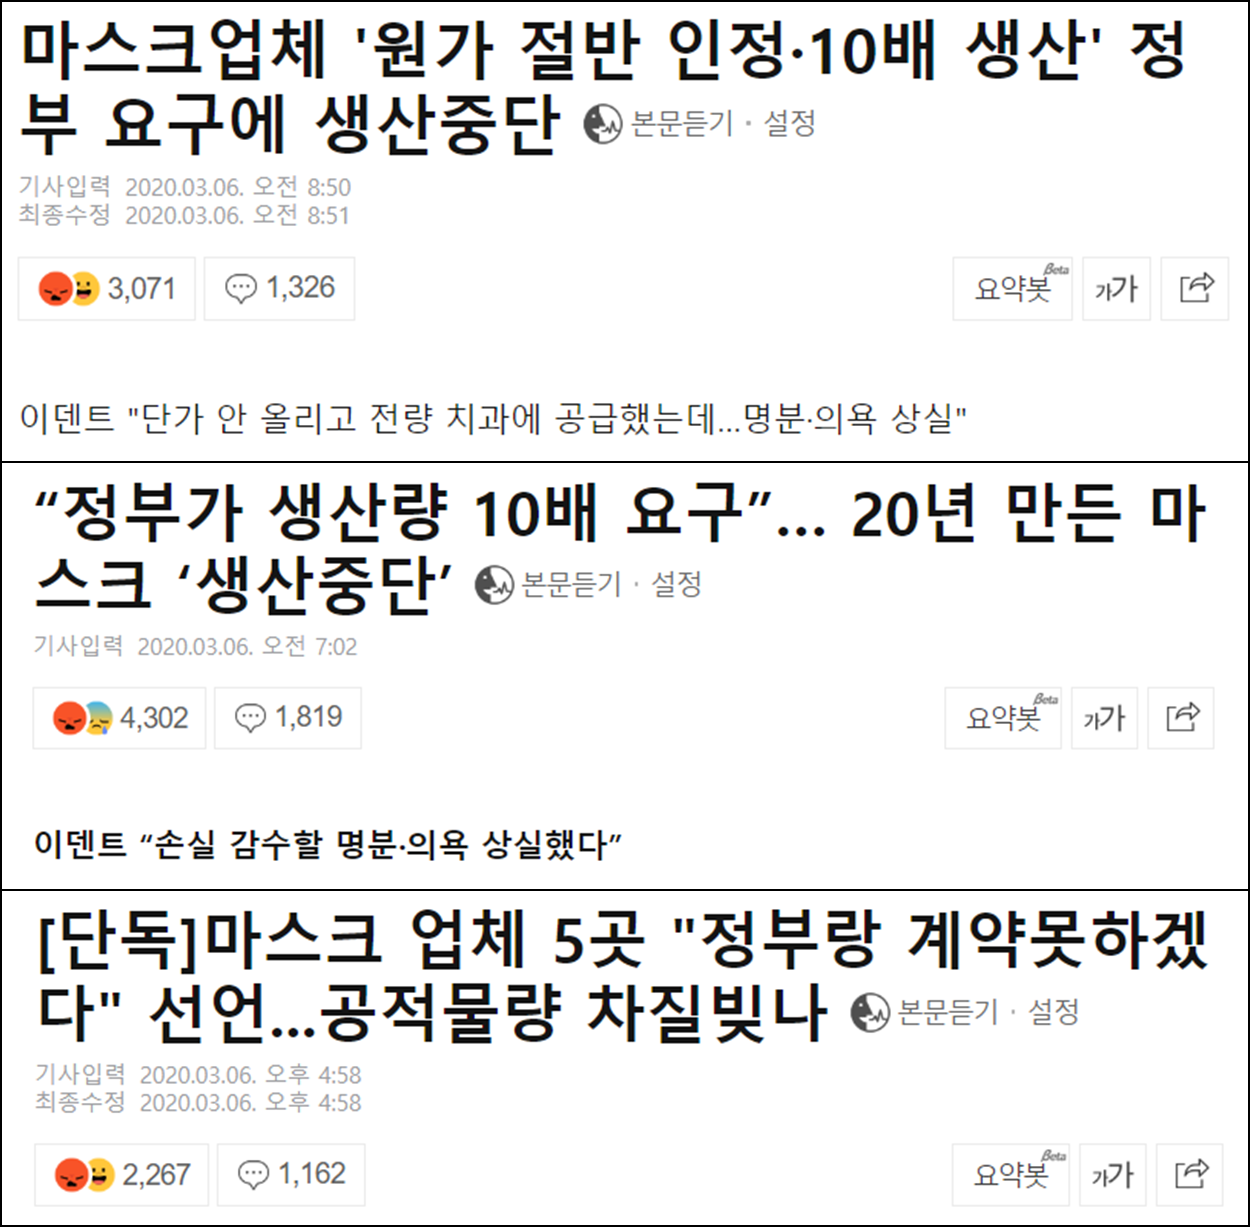 마스크업체 '원가 절반 인정·10배 생산' 정
부 요구에 생산중단 본문듣기 · 설정
기사입력 2020.03.06. 오전 8:50
최종수정 2020.03.06. 오전 8:51
3,071 1,326 요약봇 Beta 가가
이덴트 "단가 안 올리고 전량 치과에 공급했는데...명분·의욕 상실"
“정부가 생산량 10배 요구”... 20년 만든 마
스크 ‘생산중단’ 본문듣기 · 설정
기사입력 2020.03.06. 오전 7:02
4,302 1,819 요약봇 Beta 가가
이덴트 “손실 감수할 명분·의욕 상실했다”
[단독]마스크 업체 5곳 "정부랑 계약못하겠
다" 선언...공적물량 차질빚나 본문듣기 · 설정
기사입력 2020.03.06. 오후 4:58
최종수정 2020.03.06. 오후 4:58
2,267 1,162 요약봇 Beta 가가